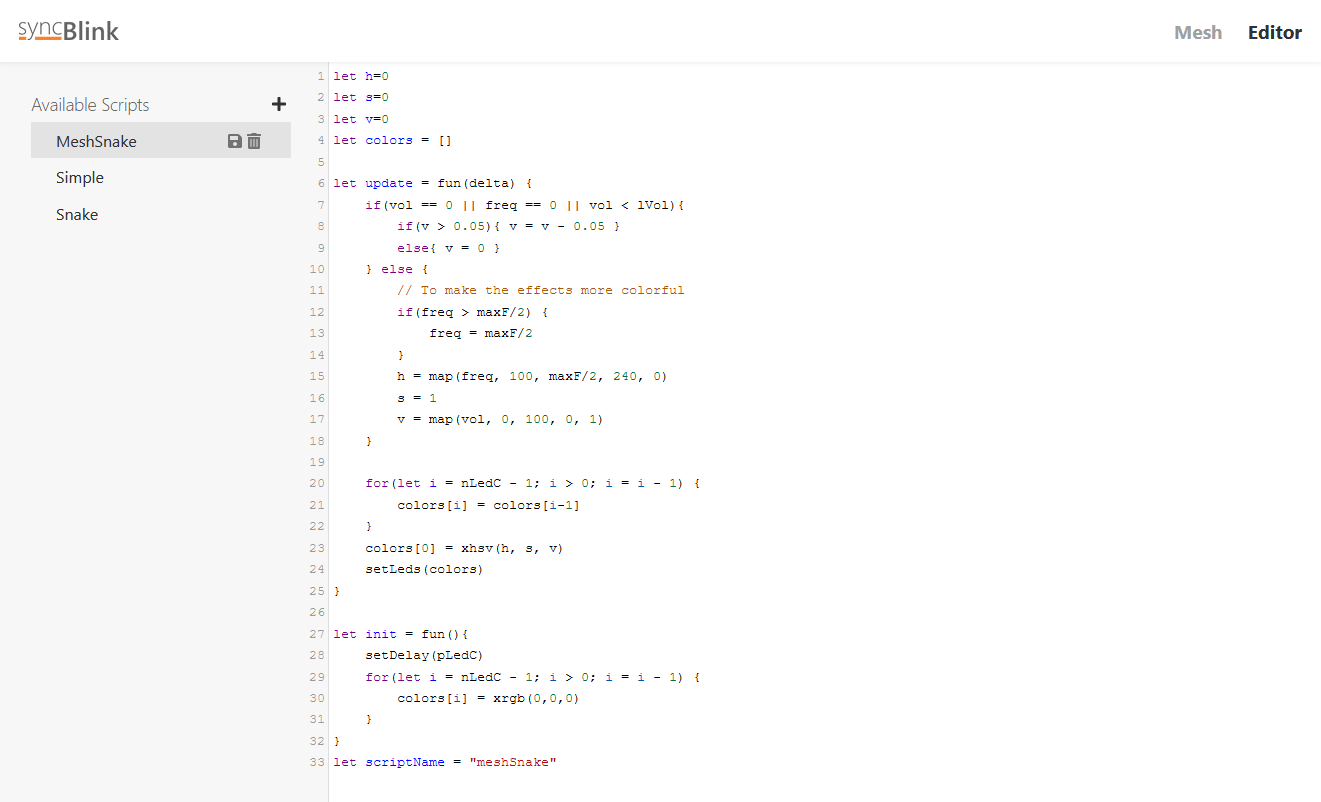 syncBlink
Mesh Editor
Available Scripts +
MeshSnake
Simple
Snake
1 let h=0
2 let s=0
3 let v=0
4 let colors = []
5
6 let update = fun(delta) {
7     if(vol == 0 || freq == 0 || vol < lVol){
8         if(v > 0.05){ v = v - 0.05 }
9         else{ v = 0 }
10     } else {
11         // To make the effects more colorful
12         if(freq > maxF/2) {
13             freq = maxF/2
14         }
15         h = map(freq, 100, maxF/2, 240, 0)
16         s = 1
17         v = map(vol, 0, 100, 0, 1)
18     }
19
20     for(let i = nLedC - 1; i > 0; i = i - 1) {
21         colors[i] = colors[i-1]
22     }
23     colors[0] = xhsv(h, s, v)
24     setLeds(colors)
25 }
26
27 let init = fun(){
28     setDelay(pLedC)
29     for(let i = nLedC - 1; i > 0; i = i - 1) {
30         colors[i] = xrgb(0,0,0)
31     }
32 }
33 let scriptName = "meshSnake"